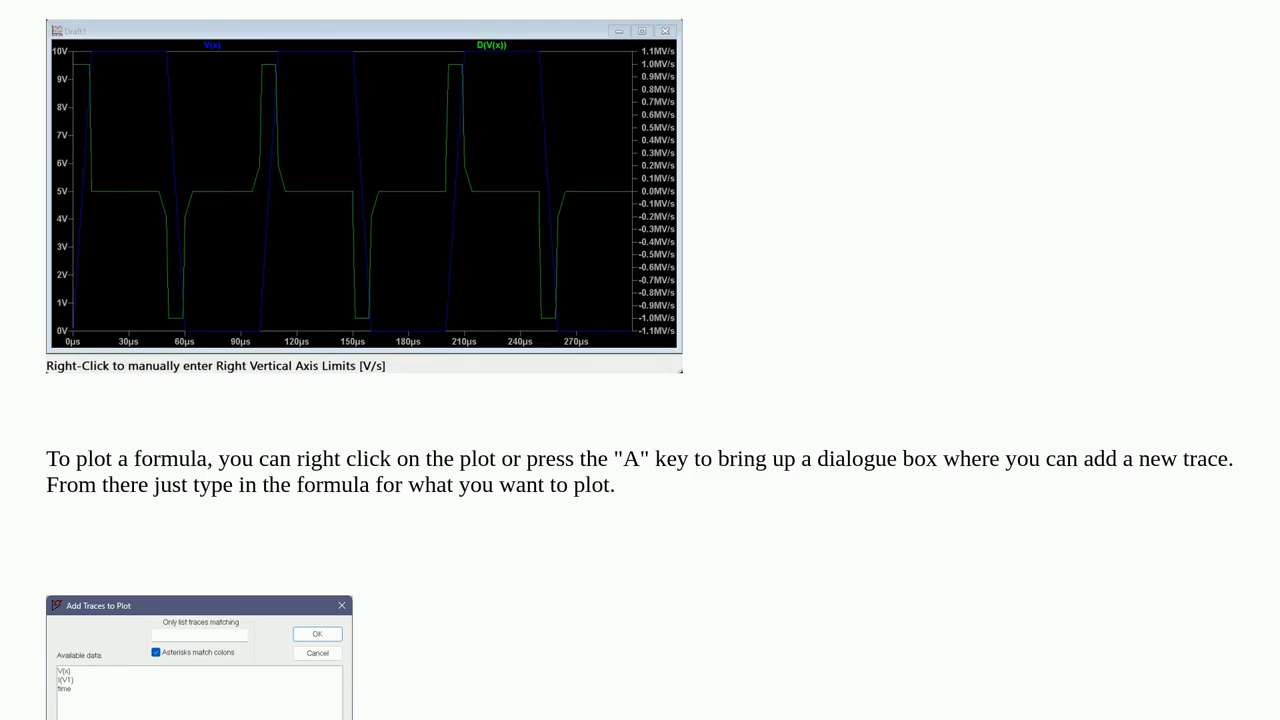 Draft1
V(x) D(V(x))
10V
9V
8V
7V
6V
5V
4V
3V
2V
1V
0V
1.1MV/s
1.0MV/s
0.9MV/s
0.8MV/s
0.7MV/s
0.6MV/s
0.5MV/s
0.4MV/s
0.3MV/s
0.2MV/s
0.1MV/s
0.0MV/s
-0.1MV/s
-0.2MV/s
-0.3MV/s
-0.4MV/s
-0.5MV/s
-0.6MV/s
-0.7MV/s
-0.8MV/s
-0.9MV/s
-1.0MV/s
-1.1MV/s
0µs 30µs 60µs 90µs 120µs 150µs 180µs 210µs 240µs 270µs
Right-Click to manually enter Right Vertical Axis Limits [V/s]
To plot a formula, you can right click on the plot or press the "A" key to bring up a dialogue box where you can add a new trace.
From there just type in the formula for what you want to plot.
Add Traces to Plot
Only list traces matching
OK
Asterisks match colons
Cancel
Available data:
V(x)
I(V1)
time